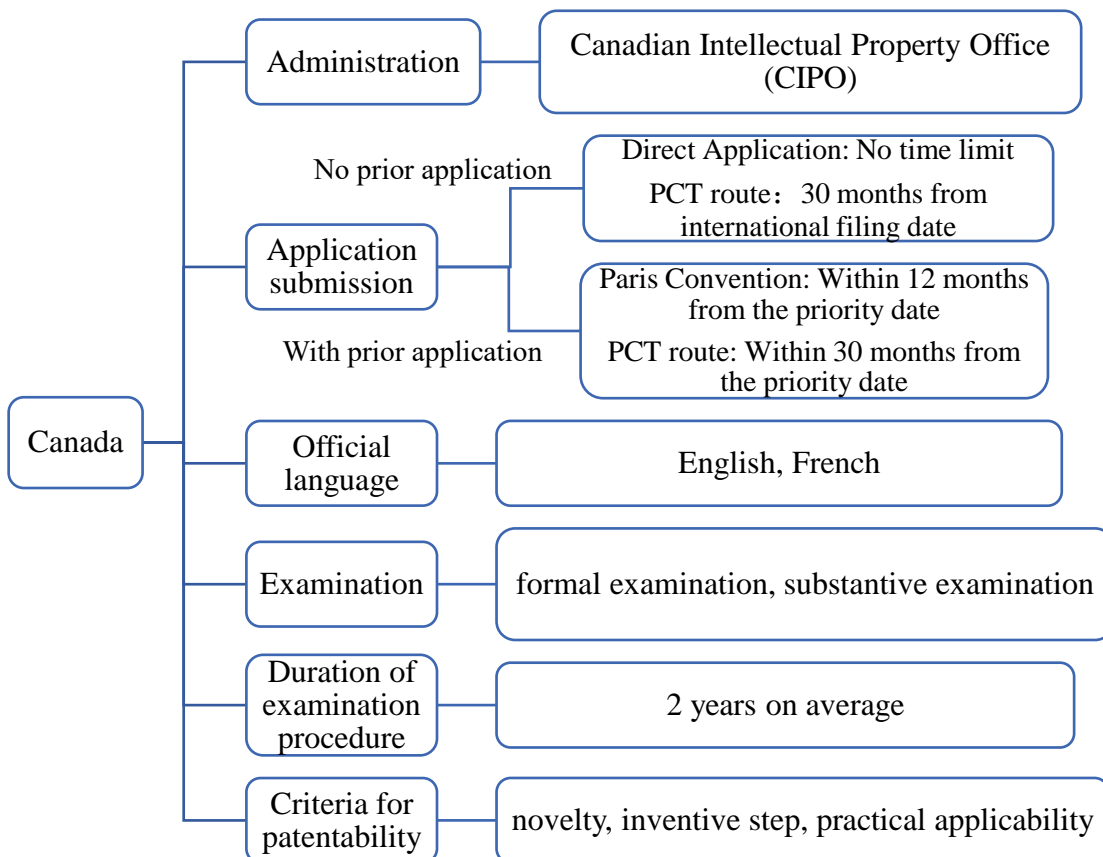 Administration
Canadian Intellectual Property Office
(CIPO)
No prior application
Direct Application: No time limit
PCT route： 30 months from
international filing date
Application
submission
Paris Convention: Within 12 months
from the priority date
With prior application
PCT route: Within 30 months from
the priority date
Canada
Official
language
English, French
Examination
formal examination, substantive examination
Duration of
examination
procedure
2 years on average
Criteria for
patentability
novelty, inventive step, practical applicability